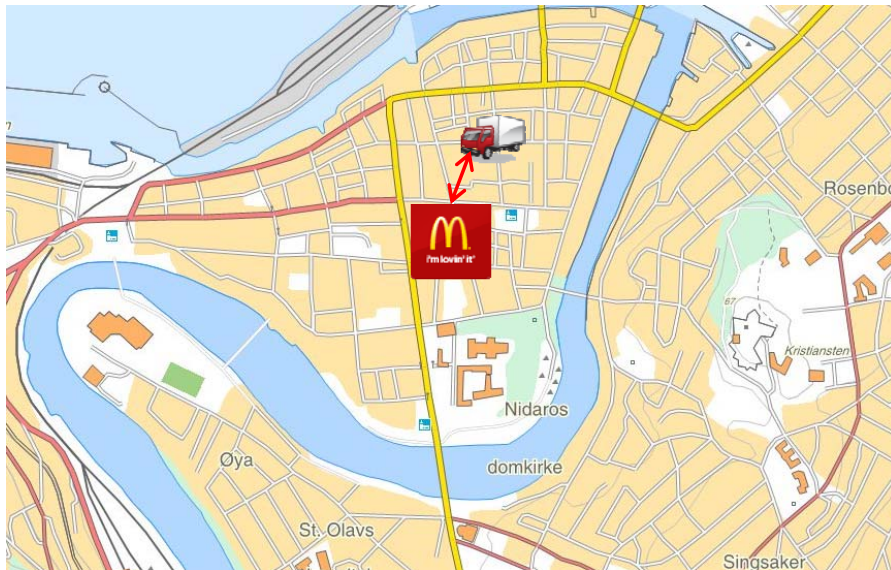 Rosenbo
i'm lovin' it
67
Kristiansten
Nidaros
domkirke
Øya
St. Olavs
Singsaker